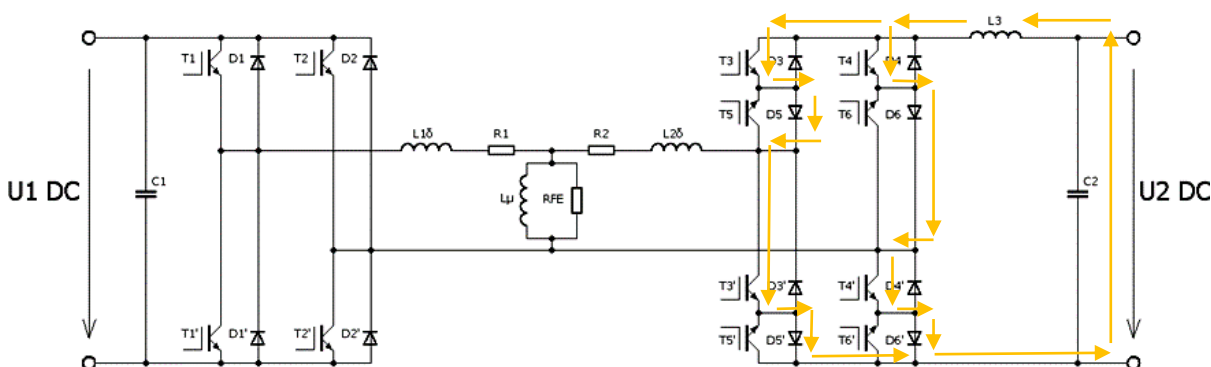 L3
T1 D1 T2 D2
T3 D3 T4 D4
T5 D5 T6 D6
L1δ R1 R2 L2δ
U1 DC C1 Lμ RFE C2 U2 DC
T3' D3' T4' D4'
T1' D1' T2' D2' T5' D5' T6' D6'